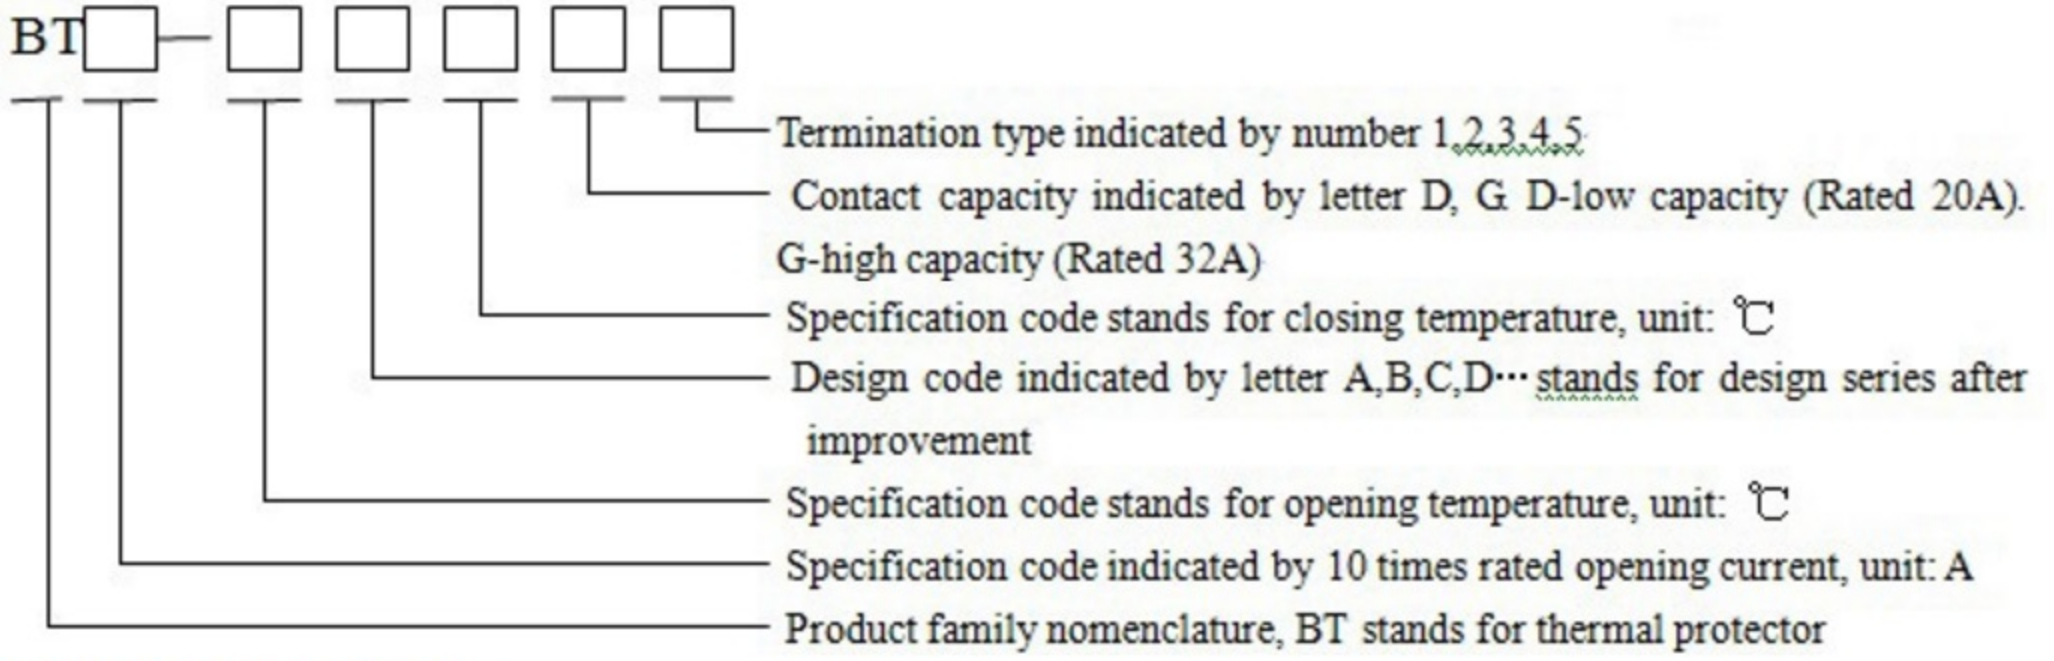 BT
Termination type indicated by number 1,2,3,4,5
Contact capacity indicated by letter D, G. D-low capacity (Rated 20A).
G-high capacity (Rated 32A)
Specification code stands for closing temperature, unit: ℃
Design code indicated by letter A,B,C,D··· stands for design series after
improvement
Specification code stands for opening temperature, unit: ℃
Specification code indicated by 10 times rated opening current, unit: A
Product family nomenclature, BT stands for thermal protector